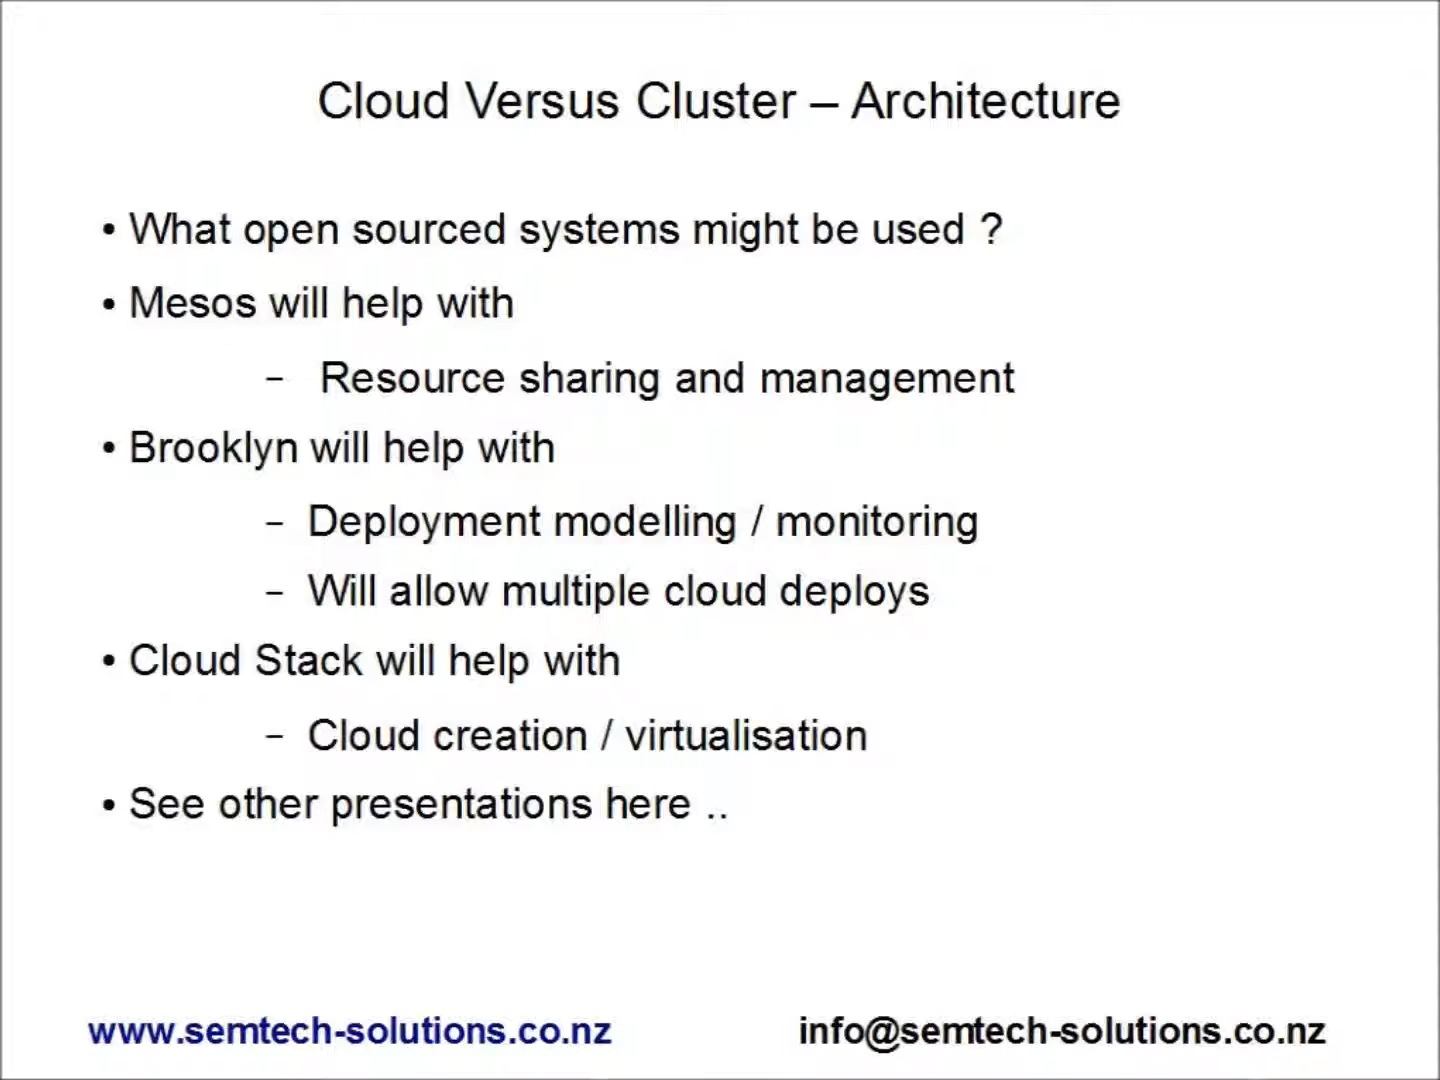 Cloud Versus Cluster – Architecture
• What open sourced systems might be used ?
• Mesos will help with
– Resource sharing and management
• Brooklyn will help with
– Deployment modelling / monitoring
– Will allow multiple cloud deploys
• Cloud Stack will help with
– Cloud creation / virtualisation
• See other presentations here ..
www.semtech-solutions.co.nz info@semtech-solutions.co.nz